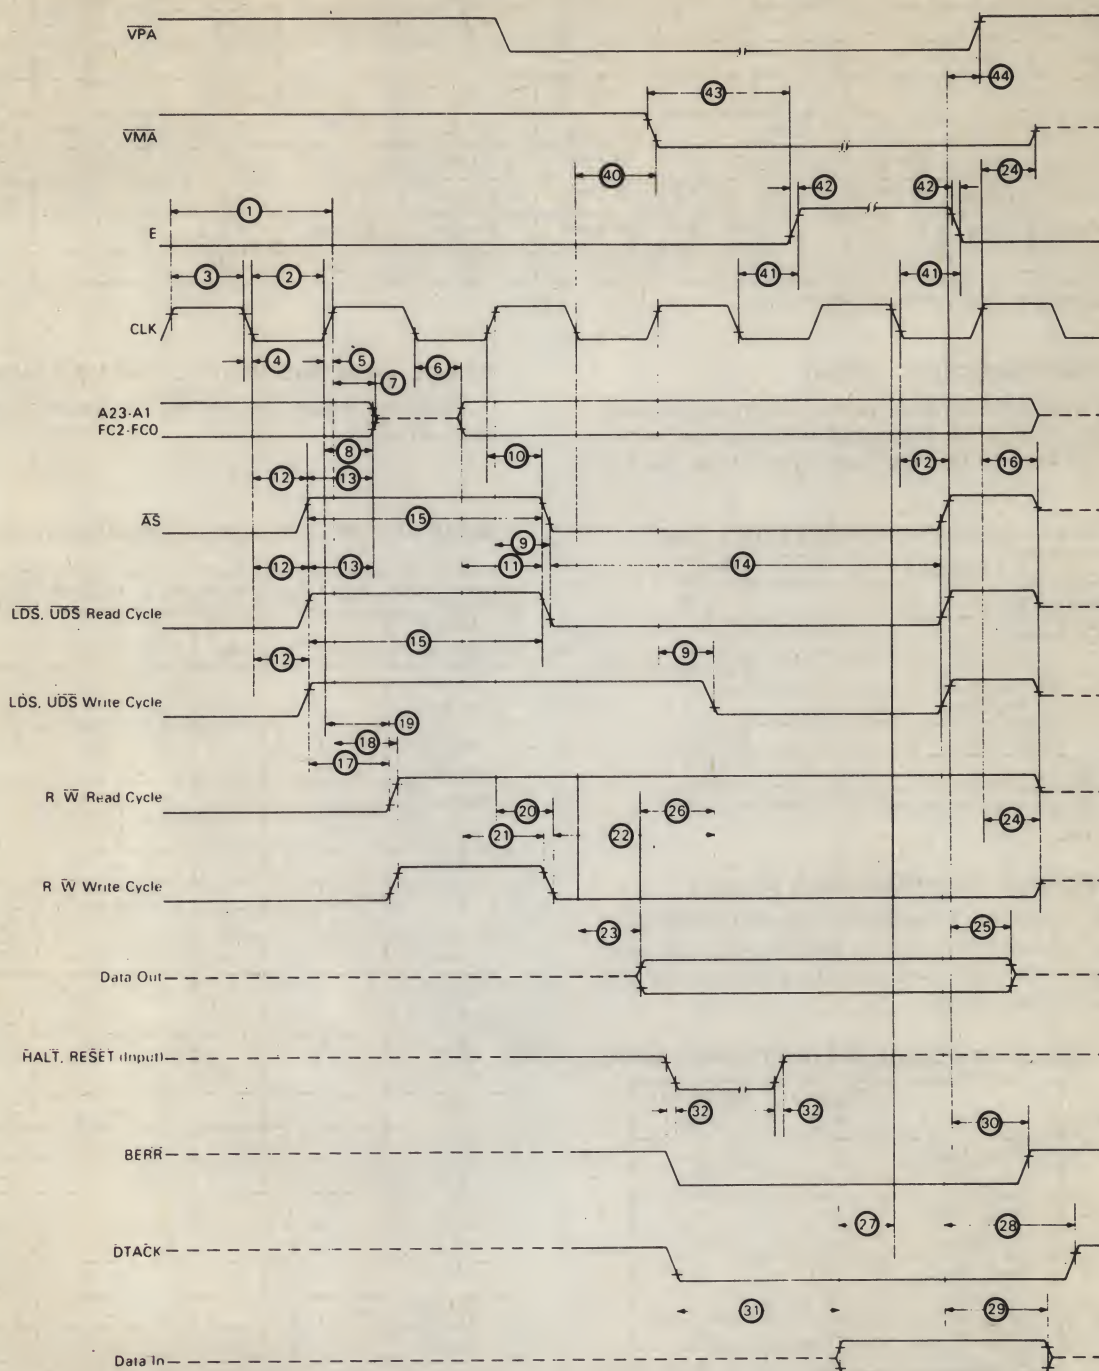 VPA
44
43
VMA
40
42
42
24
1
E
41
41
3
2
CLK
4
5
6
7
A23-A1
FC2-FC0
8
10
12
16
12
13
15
AS
9
12
13
11
14
LDS, UDS Read Cycle
15
12
9
LDS, UDS Write Cycle
19
18
17
R W Read Cycle
20
26
24
21
22
R W Write Cycle
23
25
Data Out
HALT, RESET (Input)
32
32
30
BERR
27
28
DTACK
31
29
Data In